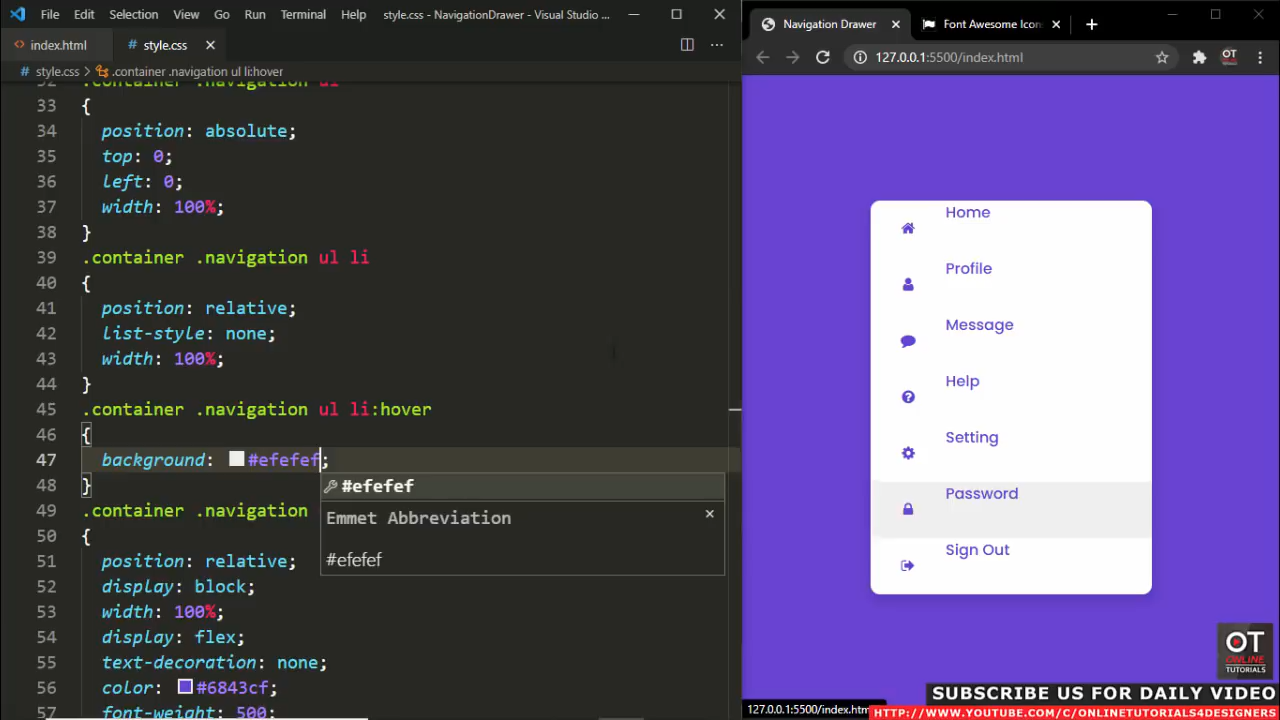 File Edit Selection View Go Run Terminal Help style.css - NavigationDrawer - Visual Studio ...
index.html # style.css
# style.css > .container .navigation ul li:hover
32 .container .navigation ul
33 {
34 position: absolute;
35 top: 0;
36 left: 0;
37 width: 100%;
38 }
39 .container .navigation ul li
40 {
41 position: relative;
42 list-style: none;
43 width: 100%;
44 }
45 .container .navigation ul li:hover
46 {
47 background: #efefef;
48 }
49 .container .navigation
50 {
51 position: relative;
52 display: block;
53 width: 100%;
54 display: flex;
55 text-decoration: none;
56 color: #6843cf;
57 font-weight: 500;
#efefef
Emmet Abbreviation
#efefef
Navigation Drawer Font Awesome Icon
127.0.0.1:5500/index.html OT
Home
Profile
Message
Help
Setting
Password
Sign Out
OT
ONLINE
TUTORIALS
127.0.0.1:5500/index.htm
SUBSCRIBE US FOR DAILY VIDEO
HTTP://WWW.YOUTUBE.COM/C/ONLINETUTORIALS4DESIGNERS